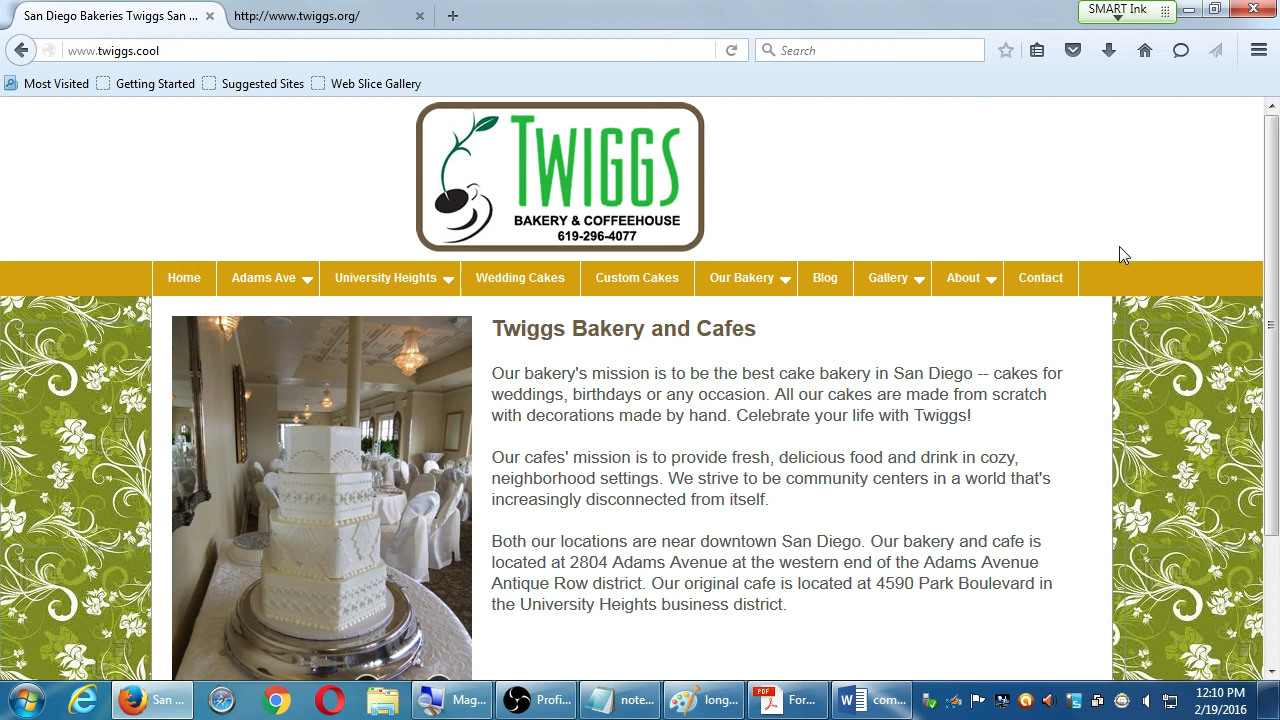 San Diego Bakeries Twiggs San ...
http://www.twiggs.org/
SMART Ink
www.twiggs.cool
Search
Most Visited
Getting Started
Suggested Sites
Web Slice Gallery
TWIGGS
BAKERY & COFFEEHOUSE
619-296-4077
Home
Adams Ave
University Heights
Wedding Cakes
Custom Cakes
Our Bakery
Blog
Gallery
About
Contact
Twiggs Bakery and Cafes
Our bakery's mission is to be the best cake bakery in San Diego -- cakes for
weddings, birthdays or any occasion. All our cakes are made from scratch
with decorations made by hand. Celebrate your life with Twiggs!
Our cafes' mission is to provide fresh, delicious food and drink in cozy,
neighborhood settings. We strive to be community centers in a world that's
increasingly disconnected from itself.
Both our locations are near downtown San Diego. Our bakery and cafe is
located at 2804 Adams Avenue at the western end of the Adams Avenue
Antique Row district. Our original cafe is located at 4590 Park Boulevard in
the University Heights business district.
San ...
Mag...
Profi...
note...
long...
PDF
For...
com...
12:10 PM
2/19/2016